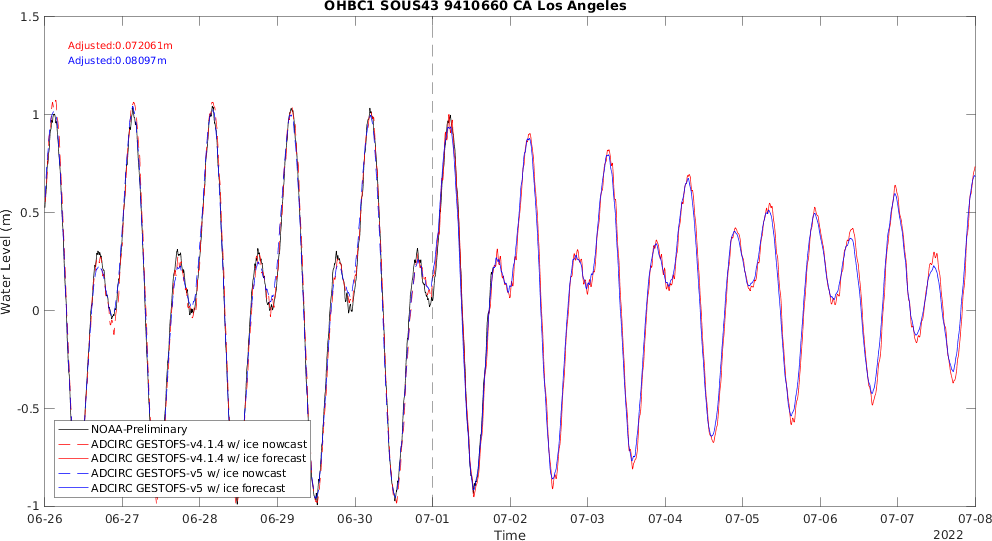 OHBC1 SOUS43 9410660 CA Los Angeles
1.5
Adjusted:0.072061m
Adjusted:0.08097m
1
0.5
Water Level (m)
0
-0.5
-1
NOAA-Preliminary
ADCIRC GESTOFS-v4.1.4 w/ ice nowcast
ADCIRC GESTOFS-v4.1.4 w/ ice forecast
ADCIRC GESTOFS-v5 w/ ice nowcast
ADCIRC GESTOFS-v5 w/ ice forecast
06-26 06-27 06-28 06-29 06-30 07-01 07-02 07-03 07-04 07-05 07-06 07-07 07-08
Time
2022